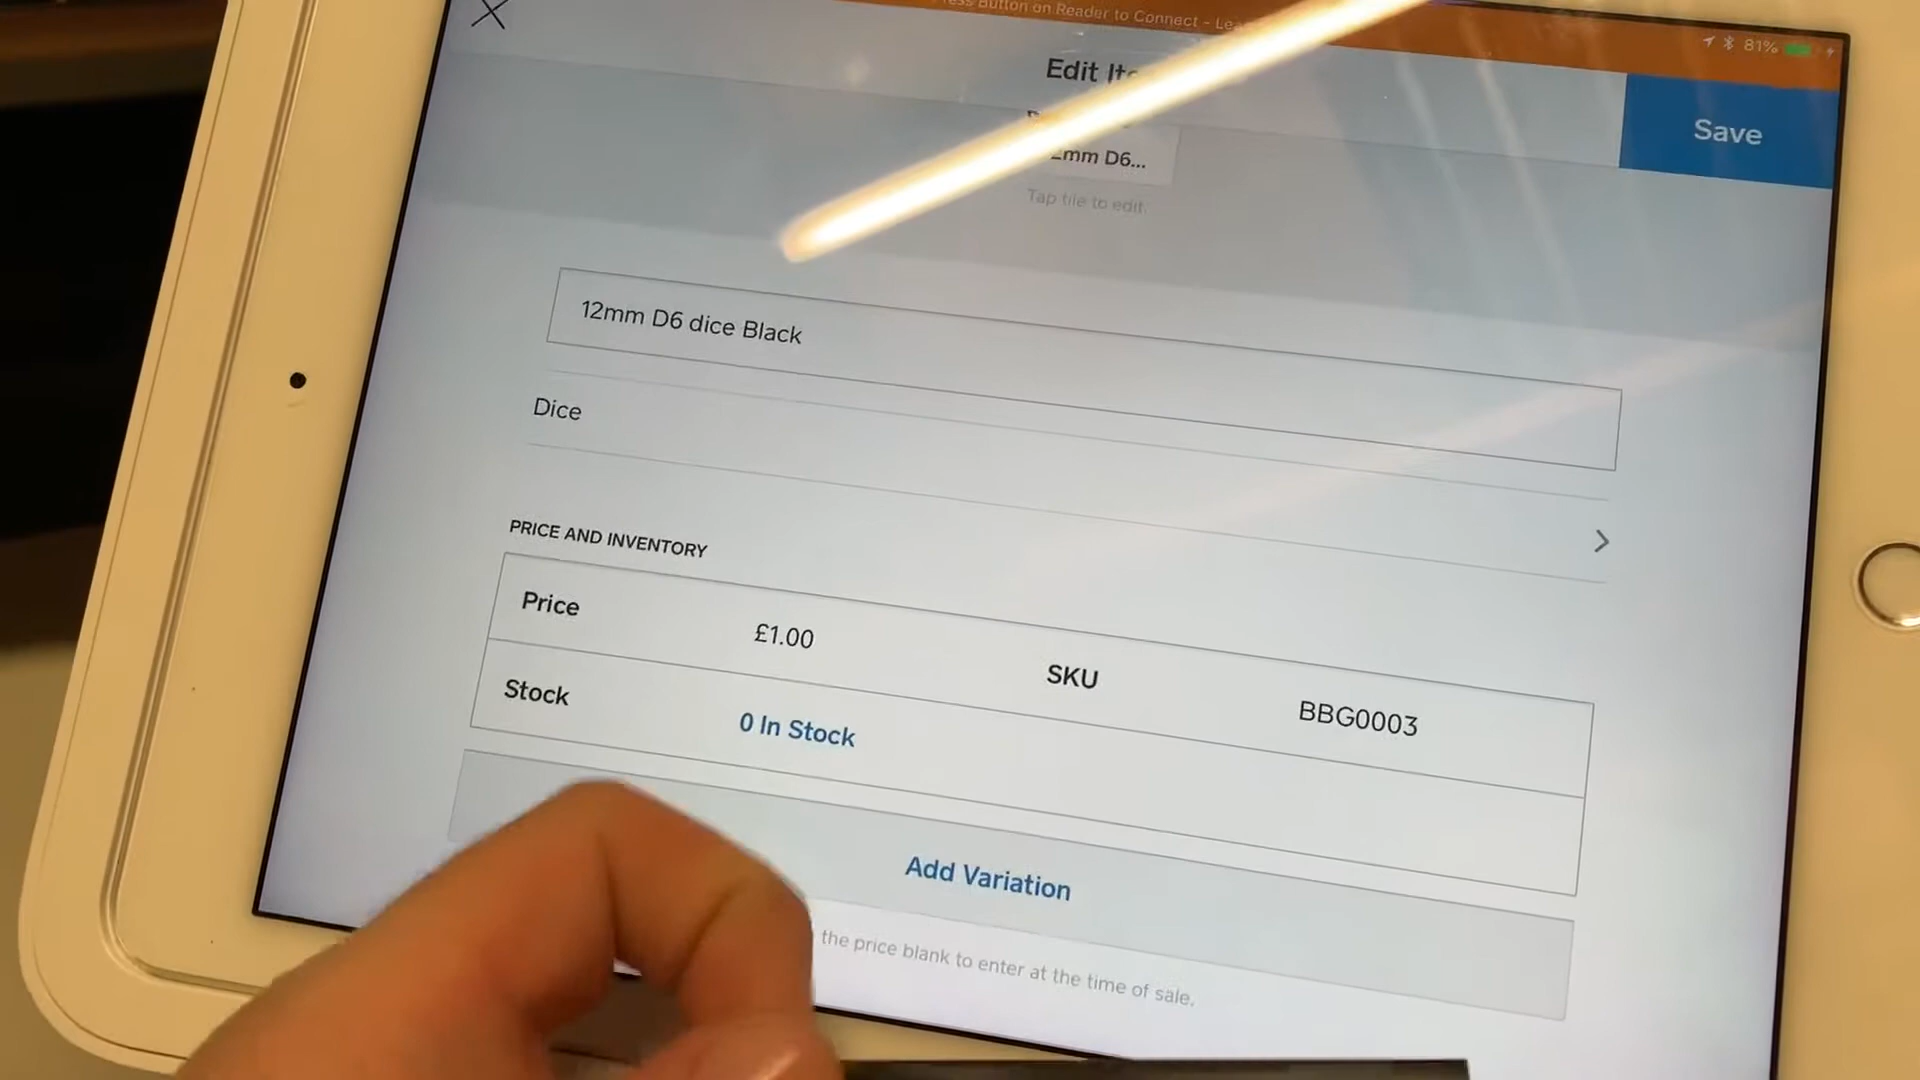 Button on Reader to Connect -
81%
Edit
Save
D6...
Tap tile to edit.
12mm D6 dice Black
Dice
PRICE AND INVENTORY
Price £1.00 SKU BBG0003
Stock 0 In Stock
Add Variation
the price blank to enter at the time of sale.